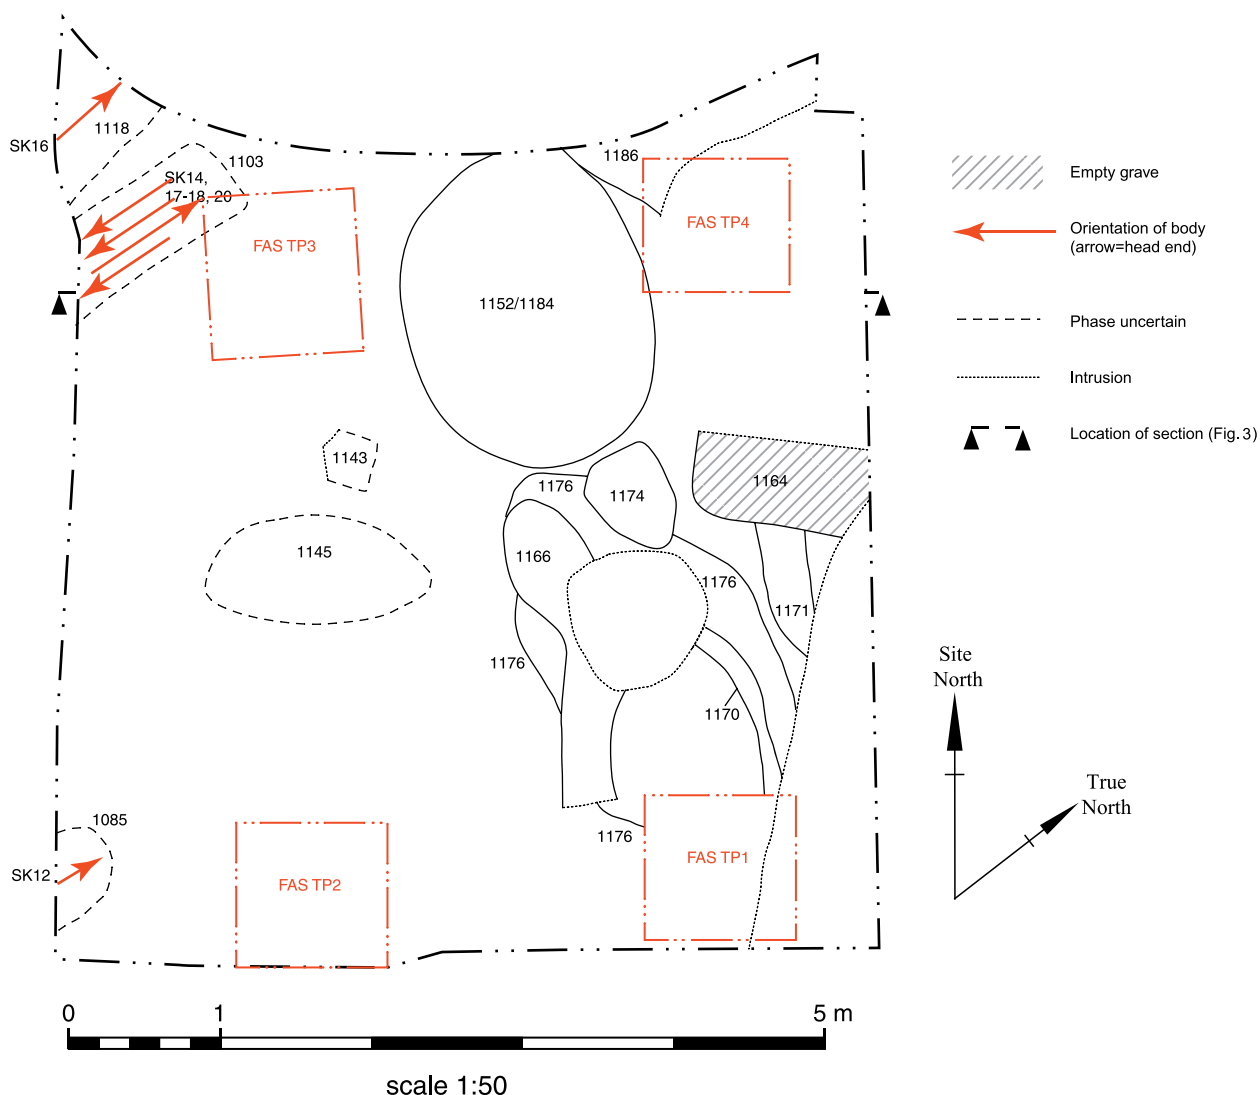 1118
SK16
1103
SK14,
17-18, 20
1186
FAS TP3
FAS TP4
1152/1184
1143
1176
1174
1164
1145
1166
1176
1171
1176
1170
1085
SK12
1176
FAS TP2
FAS TP1
Empty grave
Orientation of body
(arrow=head end)
Phase uncertain
Intrusion
Location of section (Fig. 3)
Site
North
True
North
0 1 5 m
scale 1:50